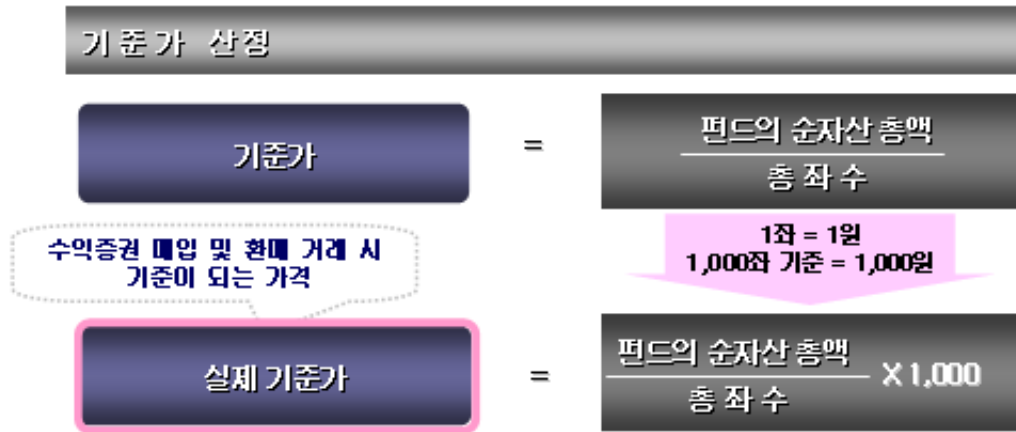 기준가 산정
기준가
=
펀드의 순자산 총액
총 좌 수
수익증권 매입 및 환매 거래 시
기준이 되는 가격
1좌 = 1원
1,000좌 기준 = 1,000원
실제 기준가
=
펀드의 순자산 총액
총 좌 수
X 1,000